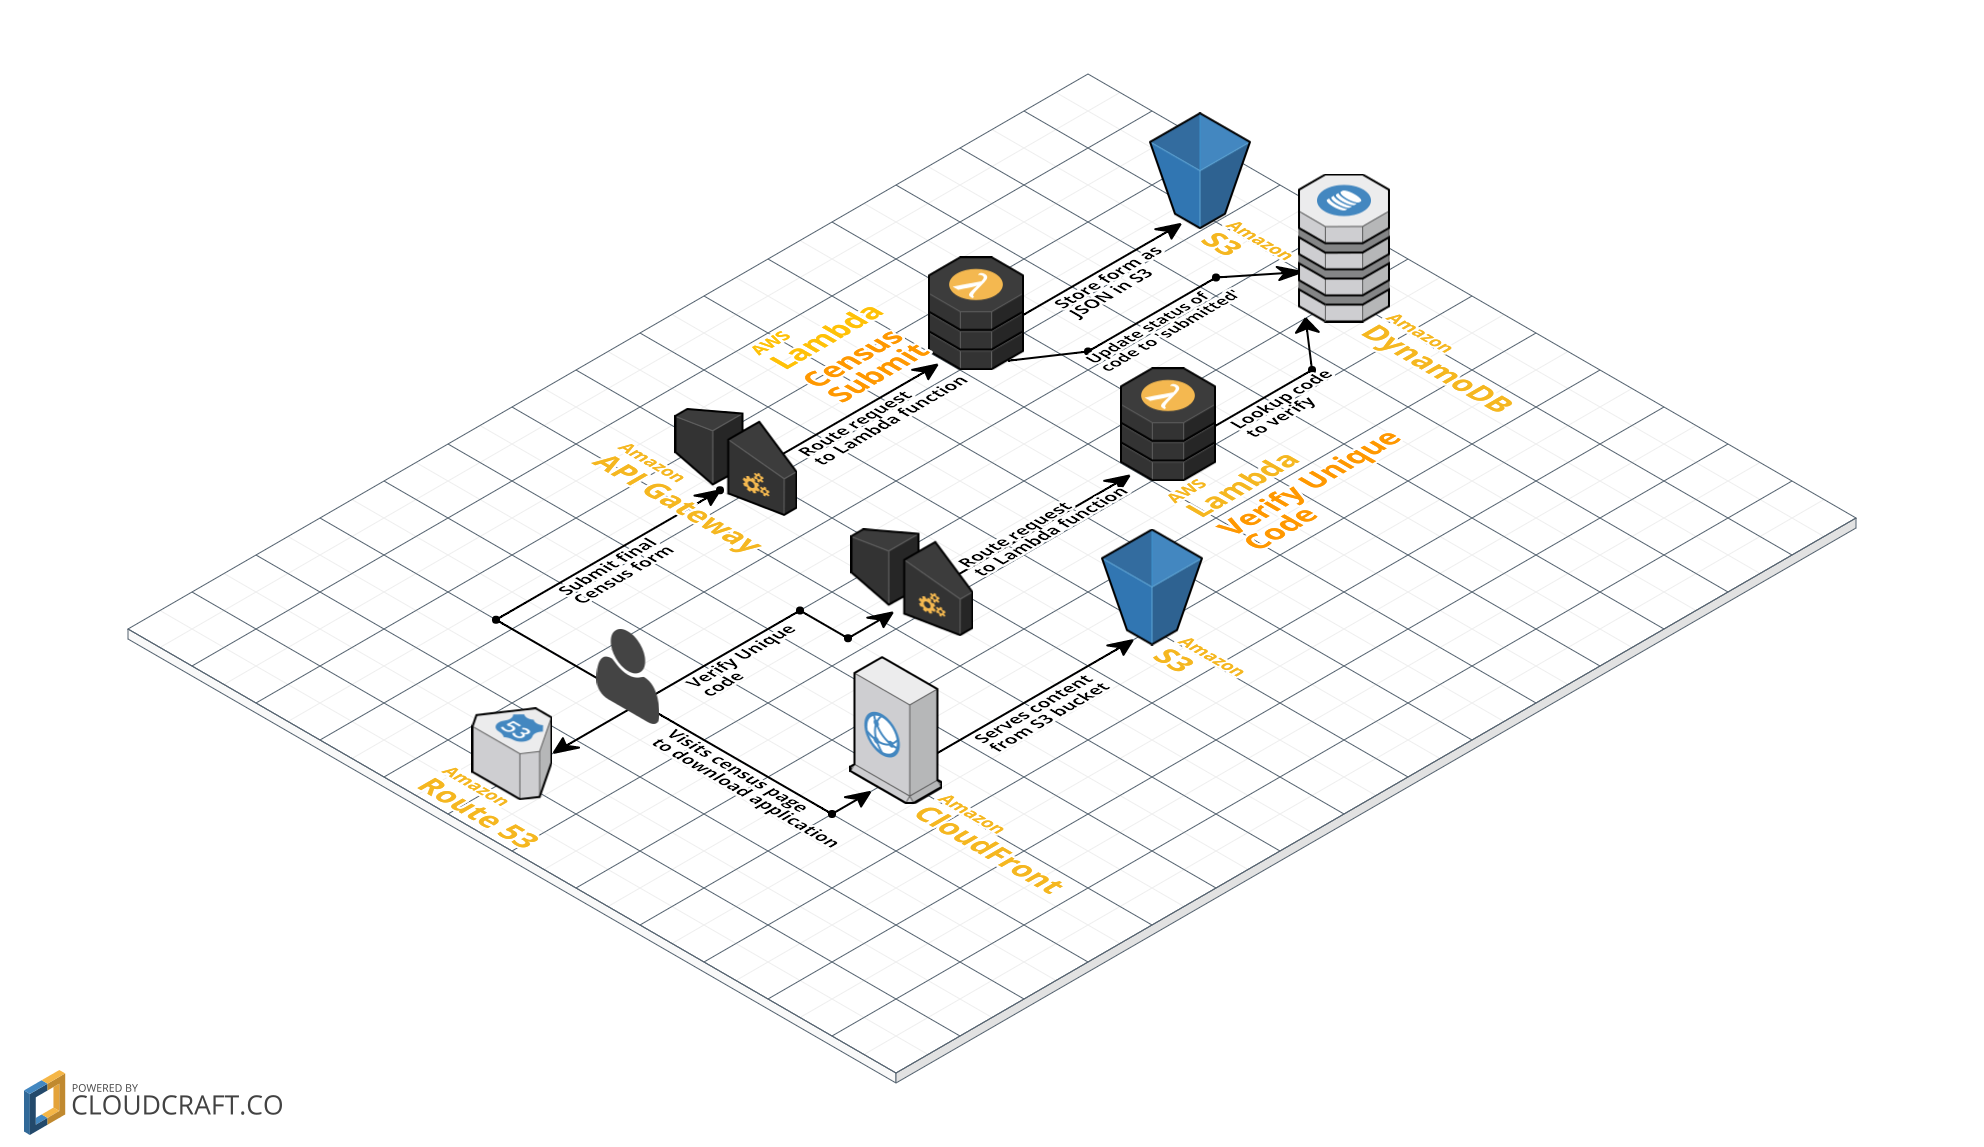 Amazon
S3
Store form as
JSON in S3
Amazon
DynamoDB
Update status of
code to 'submitted'
AWS
Lambda
Census
Submit
Route request
to Lambda function
Lookup code
to verify
Amazon
API Gateway
AWS
Lambda
Verify Unique
Code
Route request
to Lambda function
Submit final
Census form
Verify Unique
code
Amazon
S3
Serves content
from S3 bucket
53
Amazon
Route 53
Visits census page
to download application
Amazon
CloudFront
POWERED BY
CLOUDCRAFT.CO